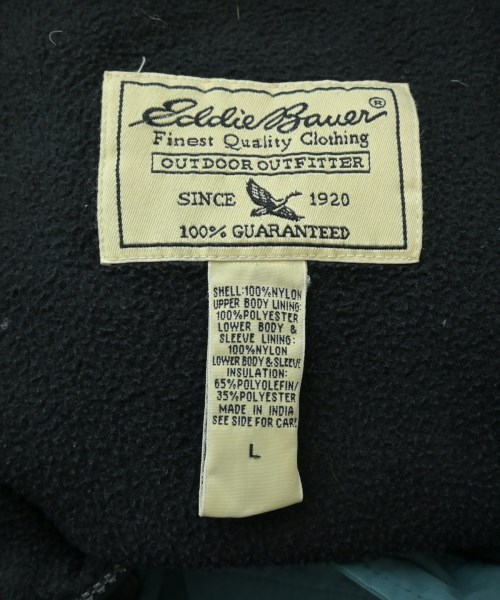 Eddie Bauer®
Finest Quality Clothing
OUTDOOR OUTFITTER
SINCE 1920
100% GUARANTEED
SHELL:100%NYLON
UPPER BODY LINING:
100%POLYESTER
LOWER BODY &
SLEEVE LINING:
100%NYLON
LOWER BODY & SLEEVE
INSULATION:
65%POLYOLEFIN/
35%POLYESTER
MADE IN INDIA
SEE SIDE FOR CARE
L